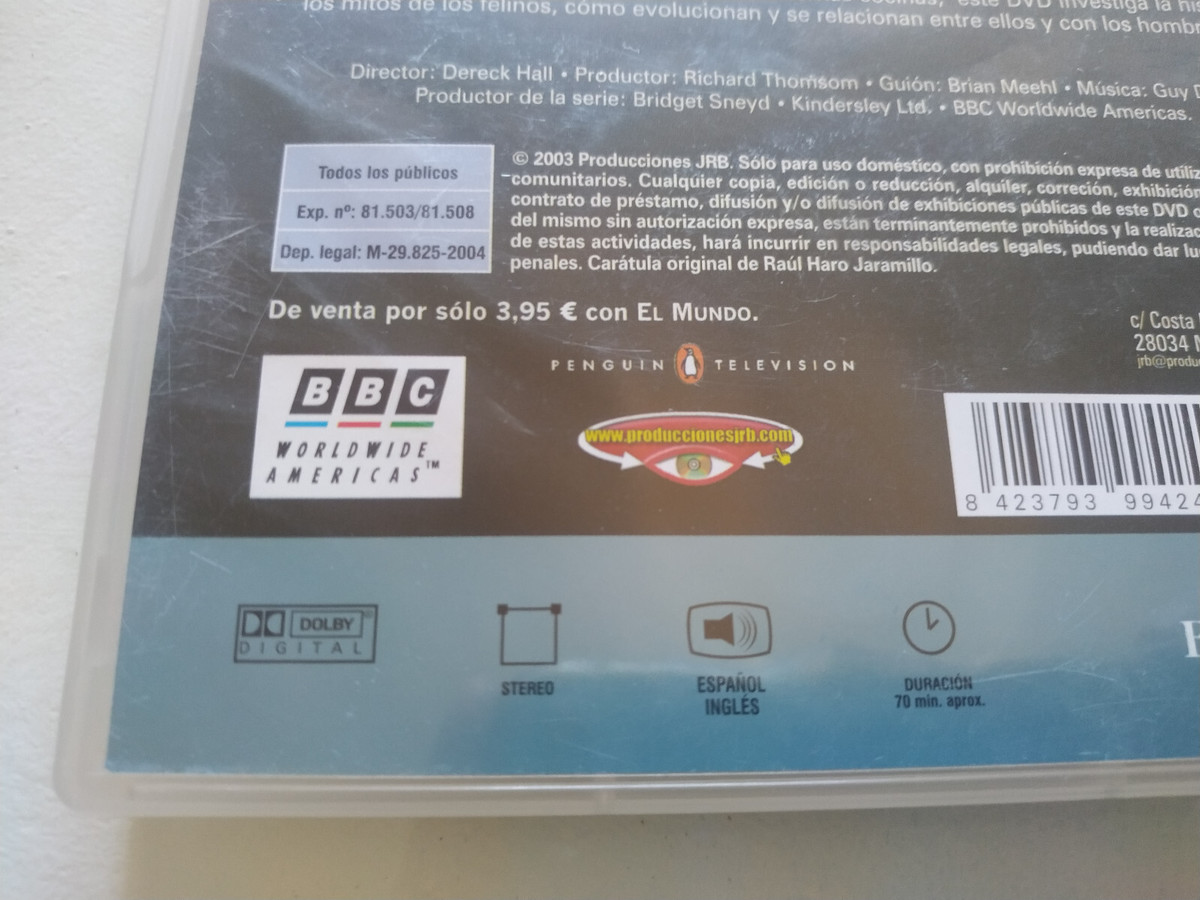 este DVD investiga la
los mitos de los felinos, cómo evolucionan y se relacionan entre ellos y con los
Director: Dereck Hall • Productor: Richard Thomsom • Guión: Brian Meehl • Música: Guy
Productor de la serie: Bridget Sneyd • Kindersley Ltd. • BBC Worldwide Americas.
Todos los públicos
Exp. nº: 81.503/81.508
Dep. legal: M-29.825-2004
© 2003 Producciones JRB. Sólo para uso doméstico, con prohibición expresa de
comunitarios. Cualquier copia, edición o reducción, alquiler, correción,
contrato de préstamo, difusión y/o difusión de exhibiciones públicas de este DVD
del mismo sin autorización expresa, están terminantemente prohibidos y la
de estas actividades, hará incurrir en responsabilidades legales, pudiendo dar
penales. Carátula original de Raúl Haro Jaramillo.
De venta por sólo 3,95 € con EL MUNDO.
c/ Costa
28034
PENGUIN TELEVISION
BBC
WORLDWIDE
AMERICAS™
www.produccionesjrb.com
8 423793 99424
DOLBY®
DIGITAL
STEREO
ESPAÑOL
INGLÉS
DURACIÓN
70 min. aprox.